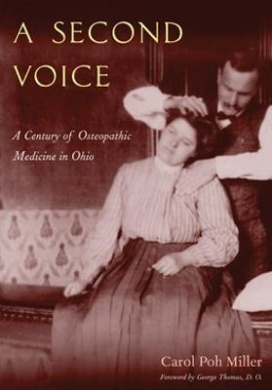 A SECOND
VOICE
A Century of Osteopathic
Medicine in Ohio
Carol Poh Miller
Foreword by George Thomas, D. O.